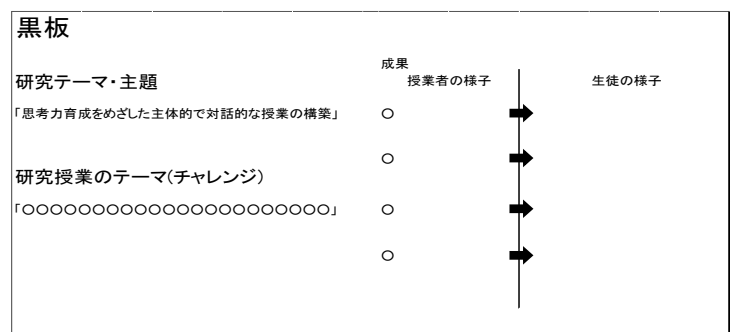 黒板
研究テーマ・主題
「思考力育成をめざした主体的で対話的な授業の構築」
研究授業のテーマ(チャレンジ)
「〇〇〇〇〇〇〇〇〇〇〇〇〇〇〇〇〇〇〇〇〇〇」
成果
授業者の様子
生徒の様子
〇
〇
〇
〇